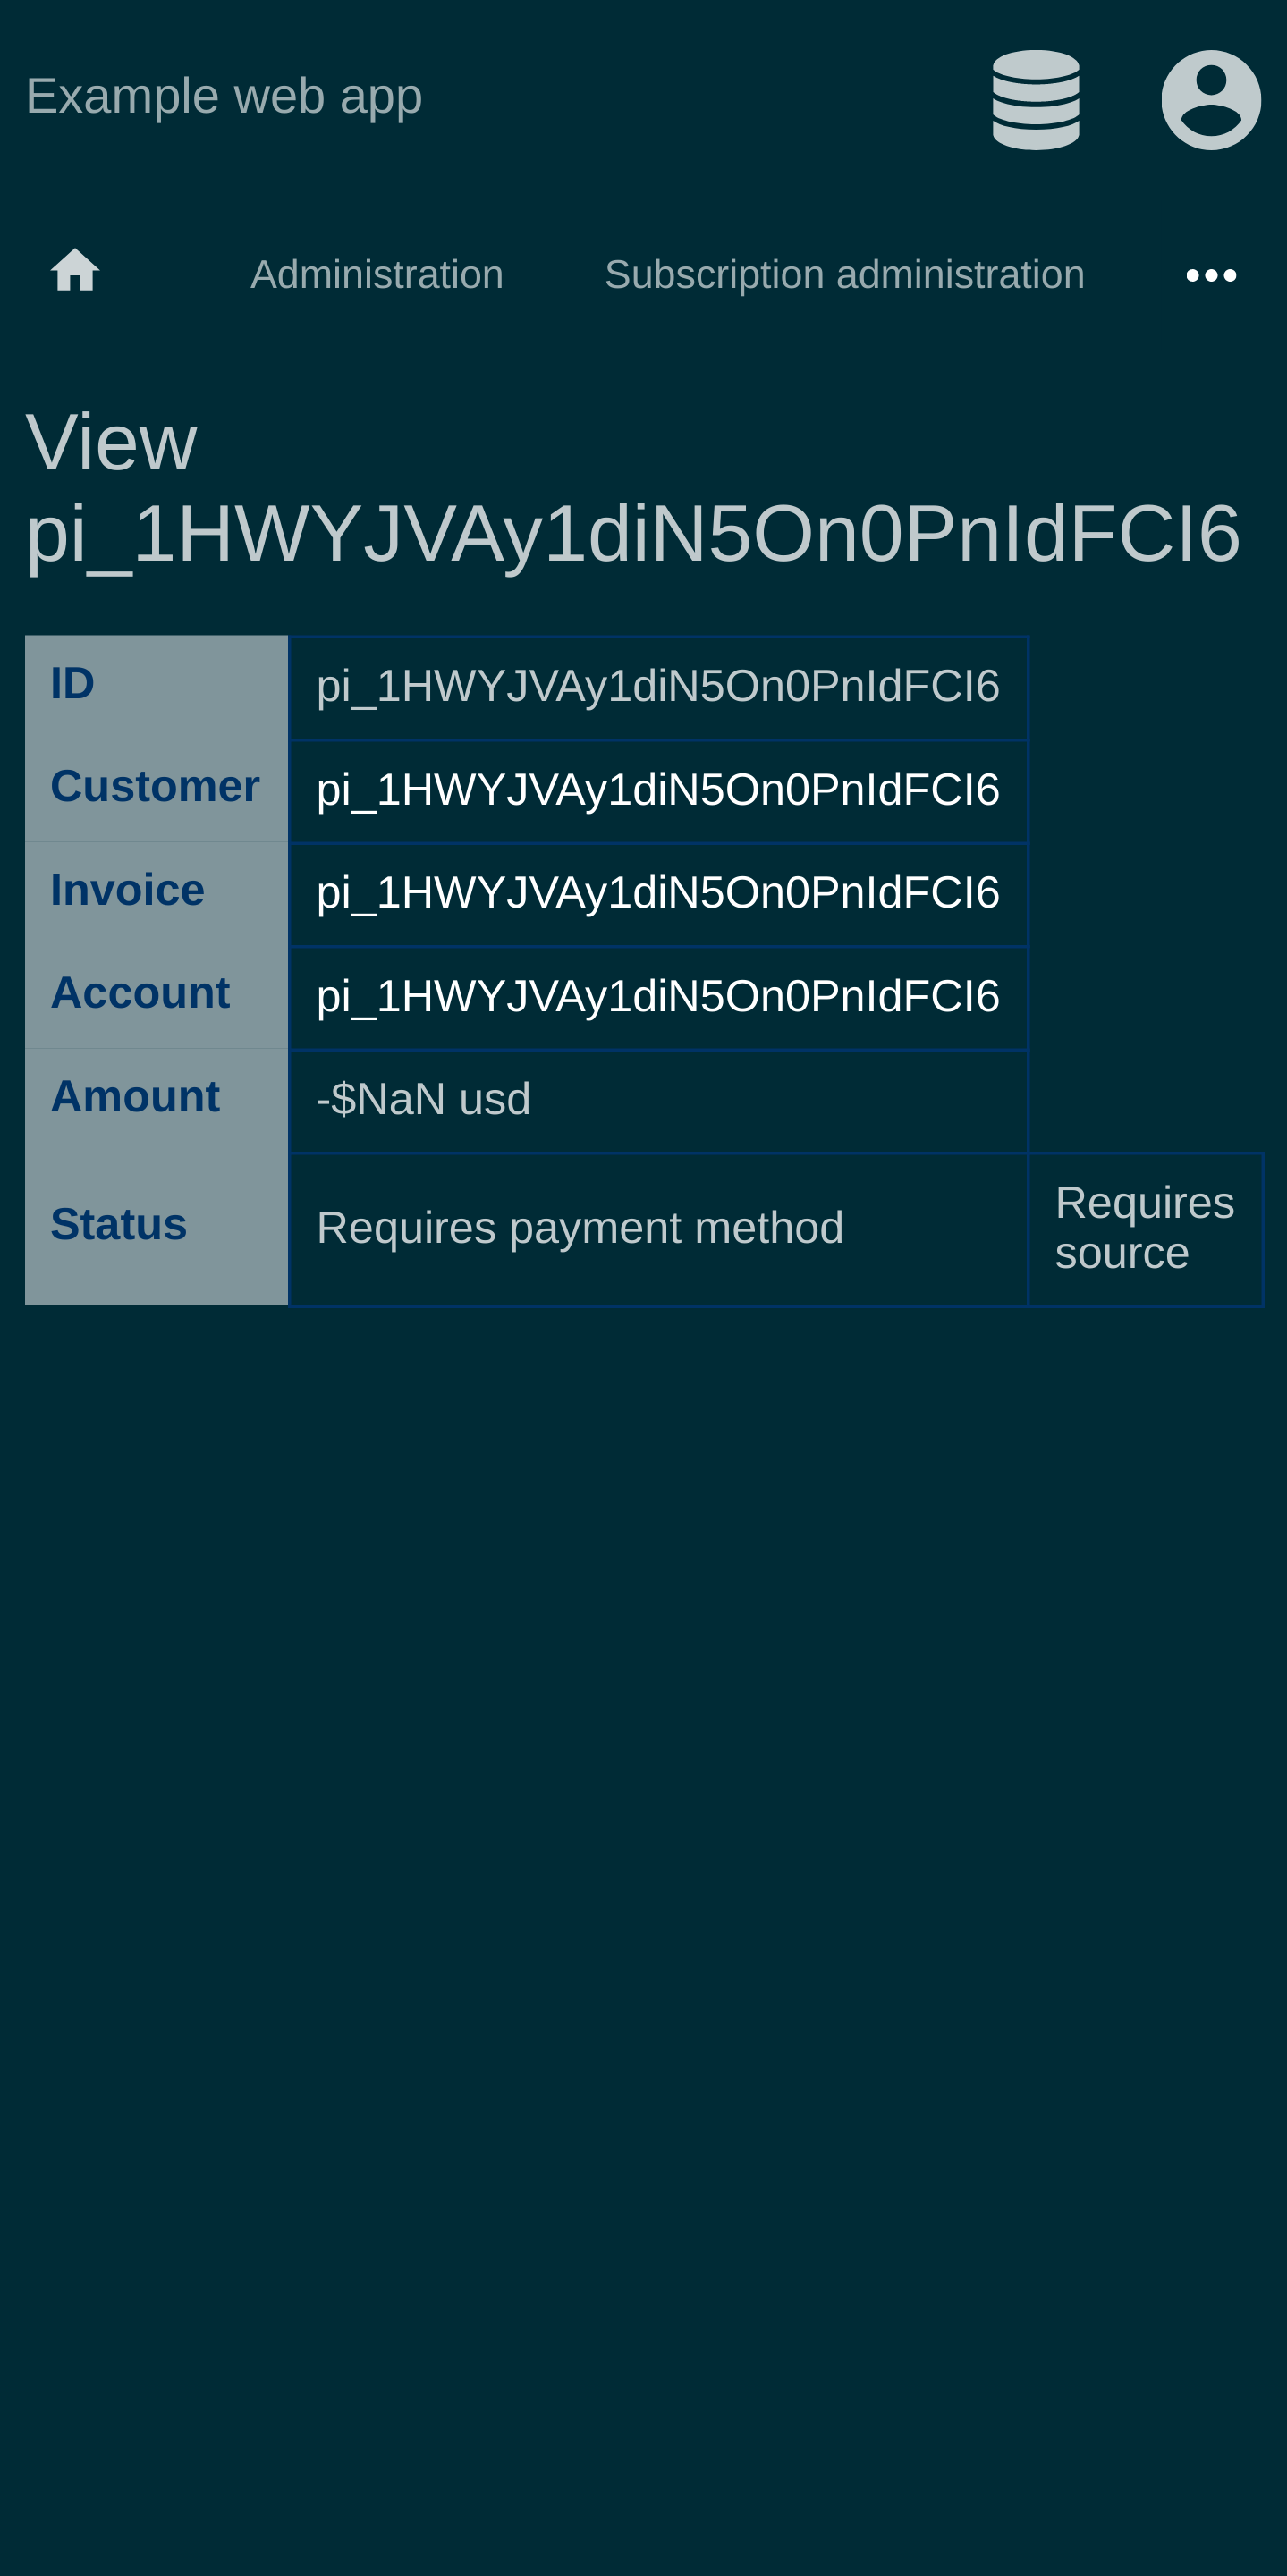 Example web app
Administration Subscription administration
View
pi_1HWYJVAy1diN5On0PnIdFCI6
ID pi_1HWYJVAy1diN5On0PnIdFCI6
Customer pi_1HWYJVAy1diN5On0PnIdFCI6
Invoice pi_1HWYJVAy1diN5On0PnIdFCI6
Account pi_1HWYJVAy1diN5On0PnIdFCI6
Amount -$NaN usd
Status Requires payment method Requires
source